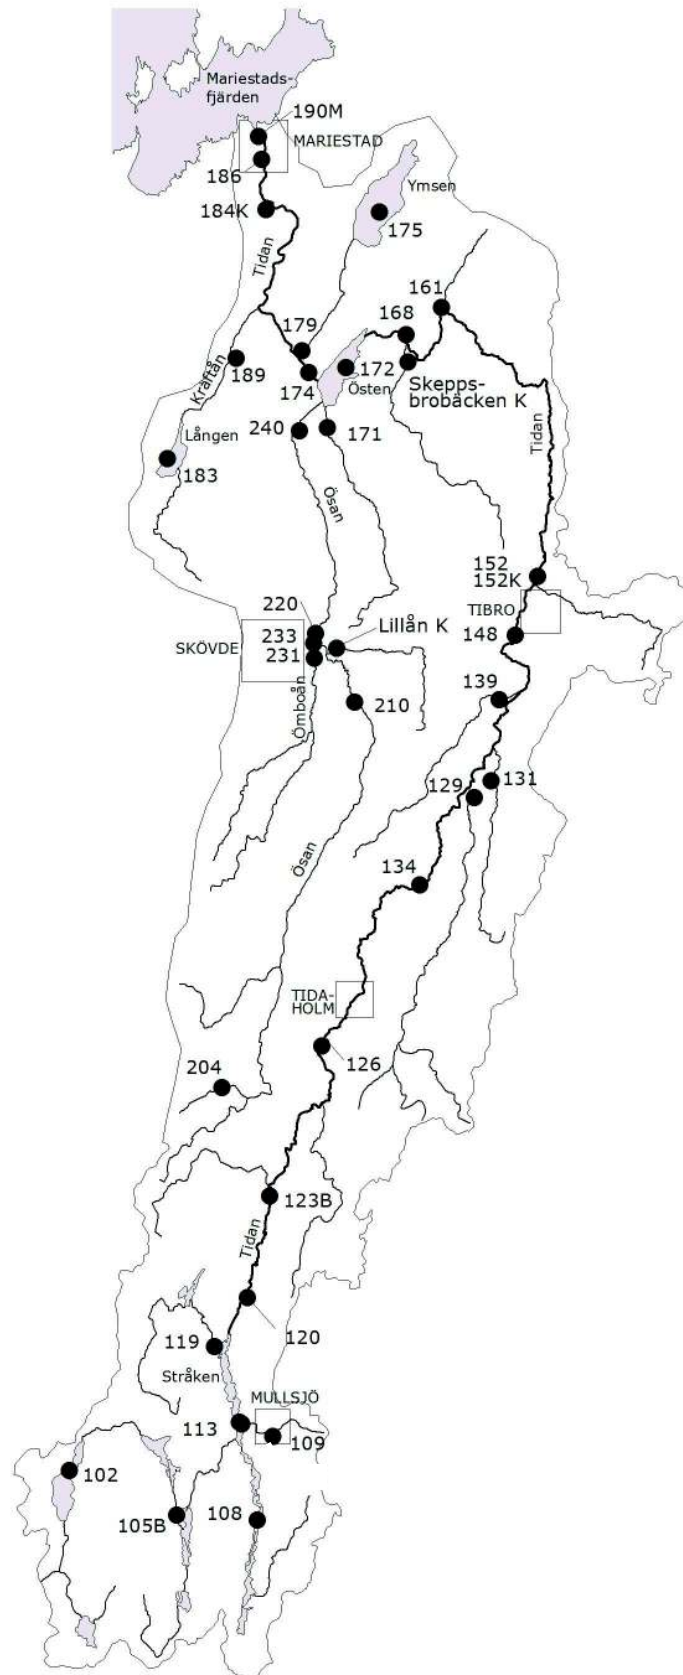 Mariestads-
fjärden
190M
MARIESTAD
186
Ymsen
184K
175
Tidan
161
168
179
172
189
174
Östen
Skepps-
brobäcken K
Kräftån
Lången
240
171
Tidan
183
Ösan
152
152K
TIBRO
220
Lillån K
233
SKÖVDE
231
148
Ömboån
139
210
129
131
Ösan
134
TIDA-
HOLM
126
204
123B
Tidan
120
119
Stråken
MULLSJÖ
113
109
102
105B
108